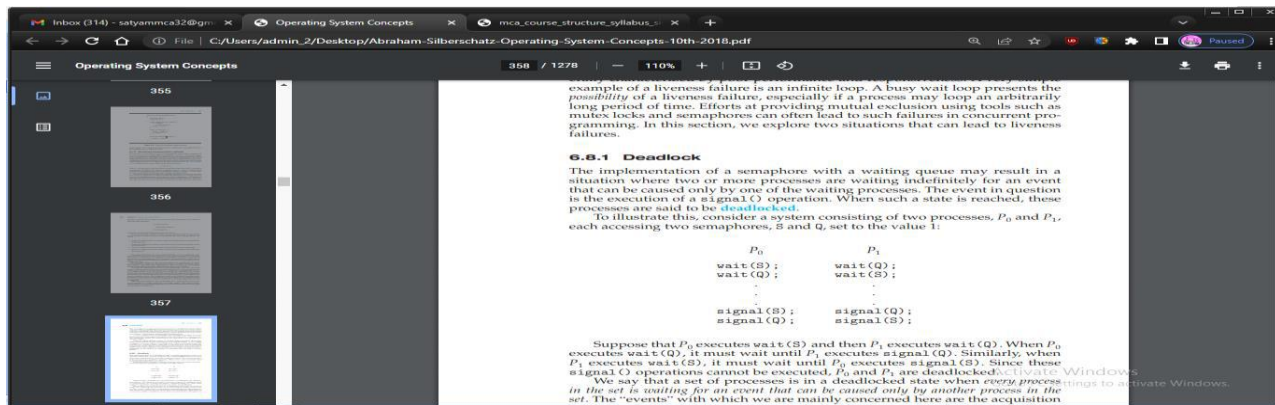 Inbox (314) - satyammca32@gm
Operating System Concepts
mca_course_structure_syllabus_si
File | C:/Users/admin_2/Desktop/Abraham-Silberschatz-Operating-System-Concepts-10th-2018.pdf
Paused
Operating System Concepts
358 / 1278
110%
355
356
357
example of a liveness failure is an infinite loop. A busy wait loop presents the
possibility of a liveness failure, especially if a process may loop an arbitrarily
long period of time. Efforts at providing mutual exclusion using tools such as
mutex locks and semaphores can often lead to such failures in concurrent pro-
gramming. In this section, we explore two situations that can lead to liveness
failures.
6.8.1 Deadlock
The implementation of a semaphore with a waiting queue may result in a
situation where two or more processes are waiting indefinitely for an event
that can be caused only by one of the waiting processes. The event in question
is the execution of a signal() operation. When such a state is reached, these
processes are said to be deadlocked.
To illustrate this, consider a system consisting of two processes, P0 and P1,
each accessing two semaphores, S and Q, set to the value 1:
P0 P1
wait(S); wait(Q);
wait(Q); wait(S);
. .
. .
. .
signal(S); signal(Q);
signal(Q); signal(S);
Suppose that P0 executes wait(S) and then P1 executes wait(Q). When P0
executes wait(Q), it must wait until P1 executes signal(Q). Similarly, when
P1 executes wait(S), it must wait until P0 executes signal(S). Since these
signal() operations cannot be executed, P0 and P1 are deadlocked.
Activate Windows
We say that a set of processes is in a deadlocked state when every process
ttings to activate Windows.
in the set is waiting for an event that can be caused only by another process in the
set. The "events" with which we are mainly concerned here are the acquisition